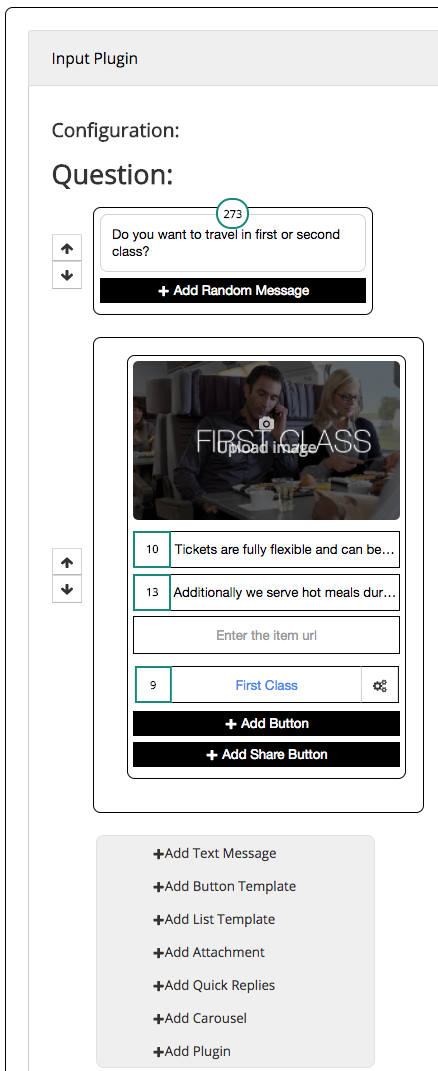 Input Plugin
Configuration:
Question:
273
Do you want to travel in first or second
class?
Add Random Message
FIRST CLASS
Upload image
10 Tickets are fully flexible and can be...
13 Additionally we serve hot meals dur...
Enter the item url
9 First Class
Add Button
Add Share Button
Add Text Message
Add Button Template
Add List Template
Add Attachment
Add Quick Replies
Add Carousel
Add Plugin